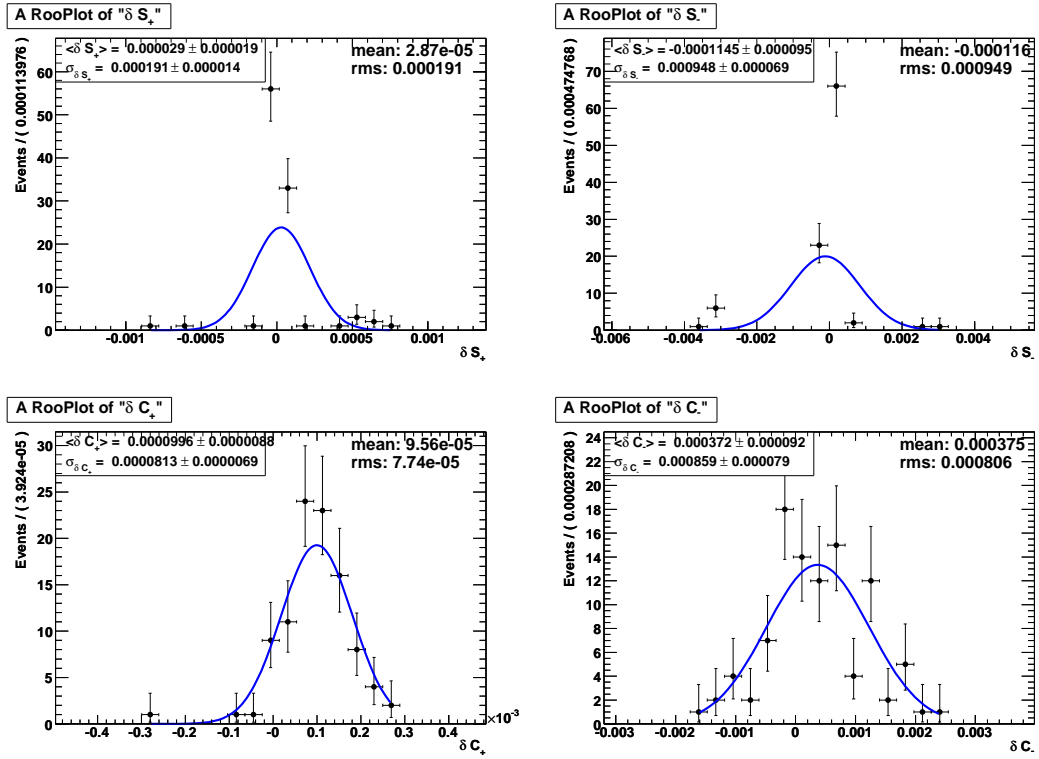 A RooPlot of "δ S+"
<δ S+> = 0.000029 ± 0.000019
σδ S+ = 0.000191 ± 0.000014
mean: 2.87e-05
rms: 0.000191
Events / ( 0.000113976 )
60
50
40
30
20
10
0
-0.001 -0.0005 0 0.0005 0.001
δ S+
A RooPlot of "δ S-"
<δ S-> = -0.0001145 ± 0.000095
σδ S- = 0.000948 ± 0.000069
mean: -0.000116
rms: 0.000949
Events / ( 0.000474768 )
70
60
50
40
30
20
10
0
-0.006 -0.004 -0.002 0 0.002 0.004
δ S-
A RooPlot of "δ C+"
<δ C+> = 0.0000996 ± 0.0000088
σδ C+ = 0.0000813 ± 0.0000069
mean: 9.56e-05
rms: 7.74e-05
Events / ( 3.924e-05 )
30
25
20
15
10
5
0
-0.4 -0.3 -0.2 -0.1 -0 0.1 0.2 0.3 0.4
×10-3
δ C+
A RooPlot of "δ C-"
<δ C-> = 0.000372 ± 0.000092
σδ C- = 0.000859 ± 0.000079
mean: 0.000375
rms: 0.000806
Events / ( 0.000287208 )
24
22
20
18
16
14
12
10
8
6
4
2
0
-0.003 -0.002 -0.001 0 0.001 0.002 0.003
δ C-